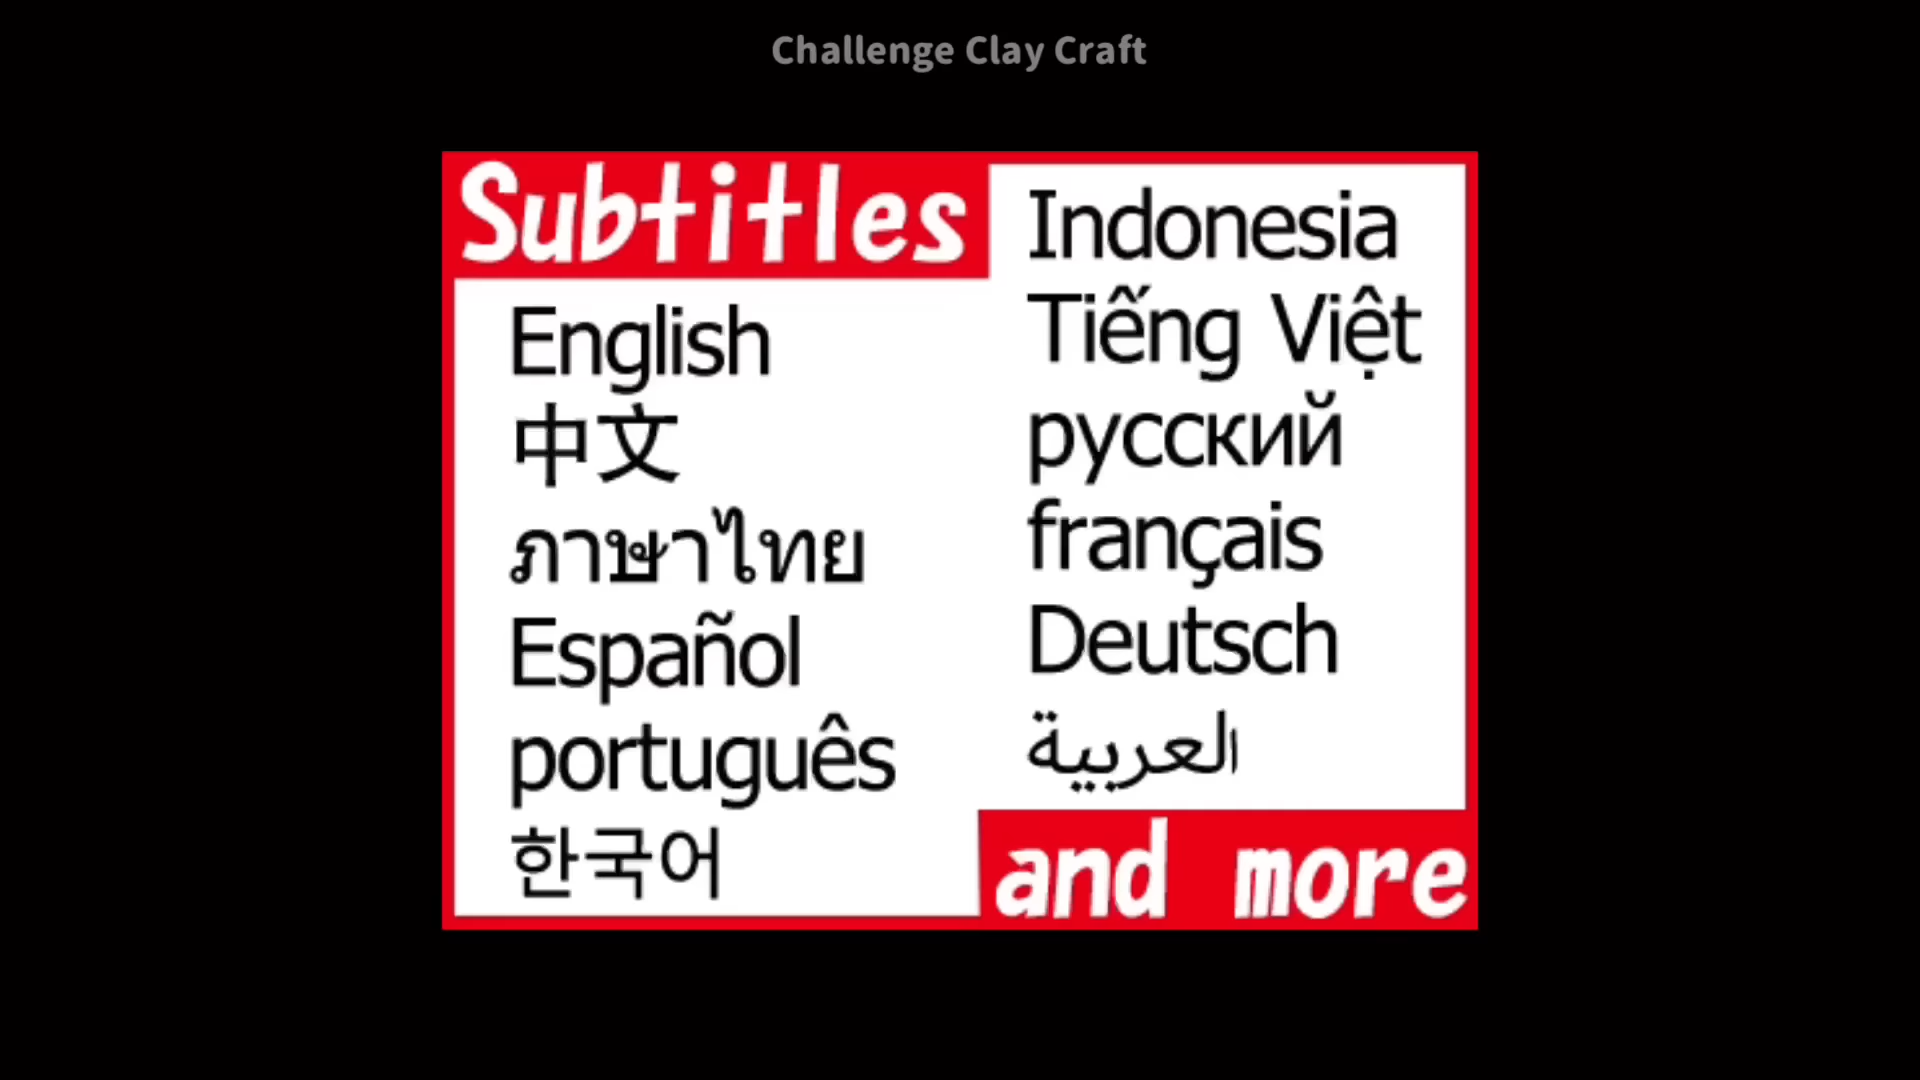 Challenge Clay Craft
Subtitles
English
中文
ภาษาไทย
Español
português
한국어
Indonesia
Tiếng Việt
русский
français
Deutsch
العربية
and more